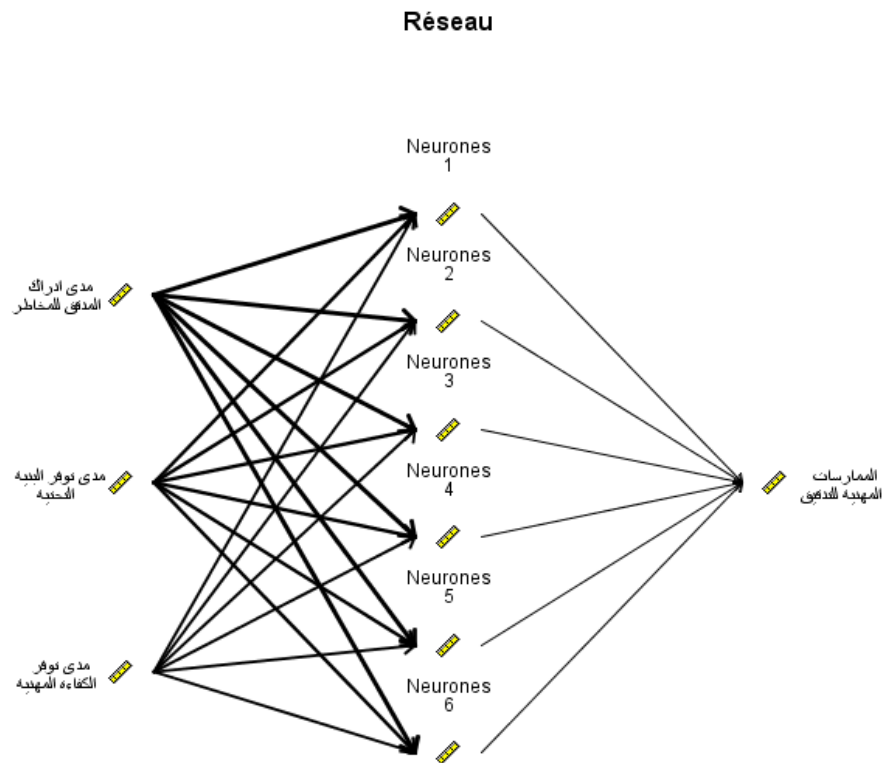 Réseau
Neurones
1
Neurones
2
مدى ادراك
المدقق للمخاطر
Neurones
3
مدى توفر البنية
التحتية
Neurones
4
الممارسات
المهنية للتدقيق
Neurones
5
مدى توفر
الكفاءة المهنية
Neurones
6